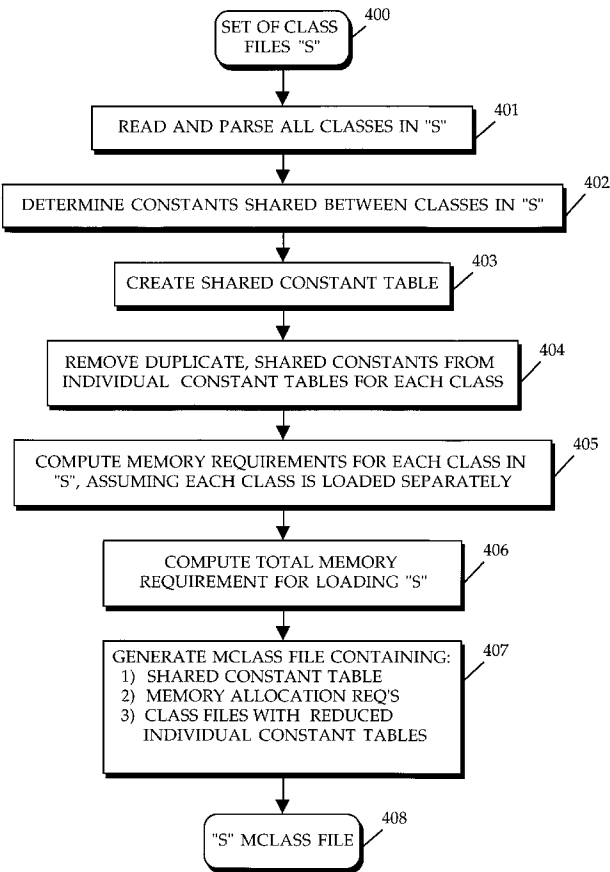 SET OF CLASS
FILES "S"
400
READ AND PARSE ALL CLASSES IN "S"
401
DETERMINE CONSTANTS SHARED BETWEEN CLASSES IN "S"
402
CREATE SHARED CONSTANT TABLE
403
REMOVE DUPLICATE, SHARED CONSTANTS FROM
INDIVIDUAL CONSTANT TABLES FOR EACH CLASS
404
COMPUTE MEMORY REQUIREMENTS FOR EACH CLASS IN
"S", ASSUMING EACH CLASS IS LOADED SEPARATELY
405
COMPUTE TOTAL MEMORY
REQUIREMENT FOR LOADING "S"
406
GENERATE MCLASS FILE CONTAINING:
1) SHARED CONSTANT TABLE
2) MEMORY ALLOCATION REQ'S
3) CLASS FILES WITH REDUCED
INDIVIDUAL CONSTANT TABLES
407
"S" MCLASS FILE
408